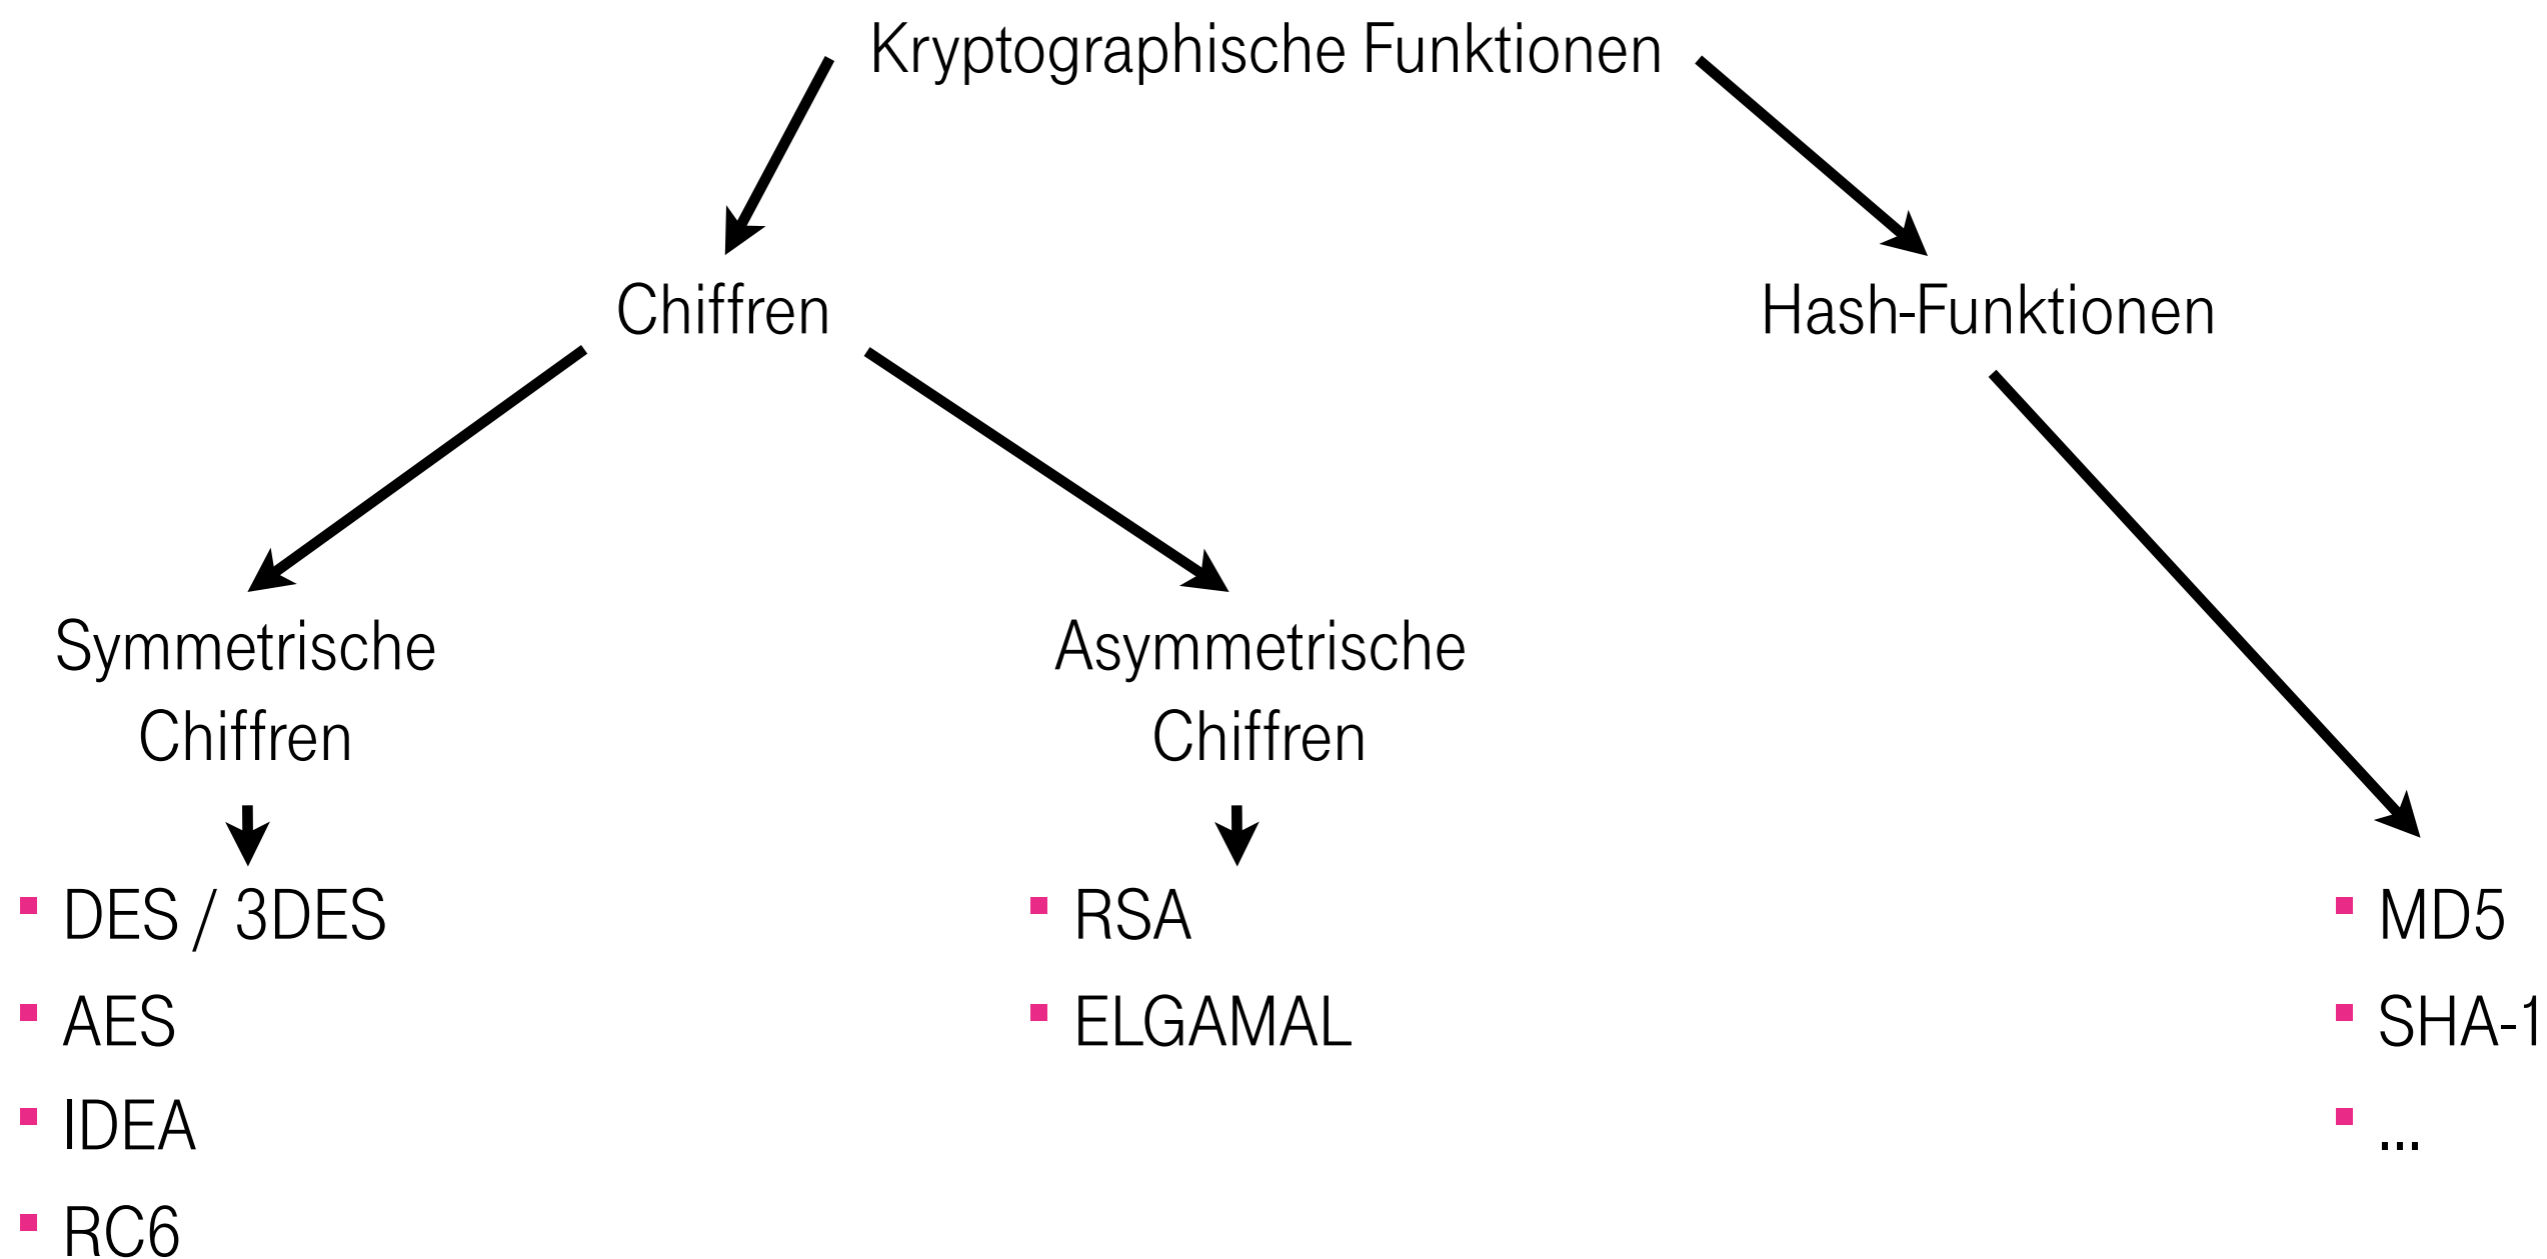 Kryptographische Funktionen
Chiffren
Hash-Funktionen
Symmetrische
Chiffren
Asymmetrische
Chiffren
▪ DES / 3DES
▪ AES
▪ IDEA
▪ RC6
▪ RSA
▪ ELGAMAL
▪ MD5
▪ SHA-1
▪ ...